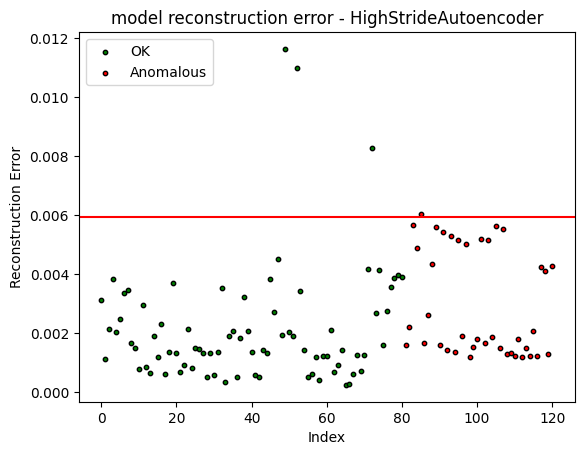 model reconstruction error - HighStrideAutoencoder
0.012
0.010
0.008
0.006
0.004
0.002
0.000
Reconstruction Error
OK
Anomalous
0 20 40 60 80 100 120
Index